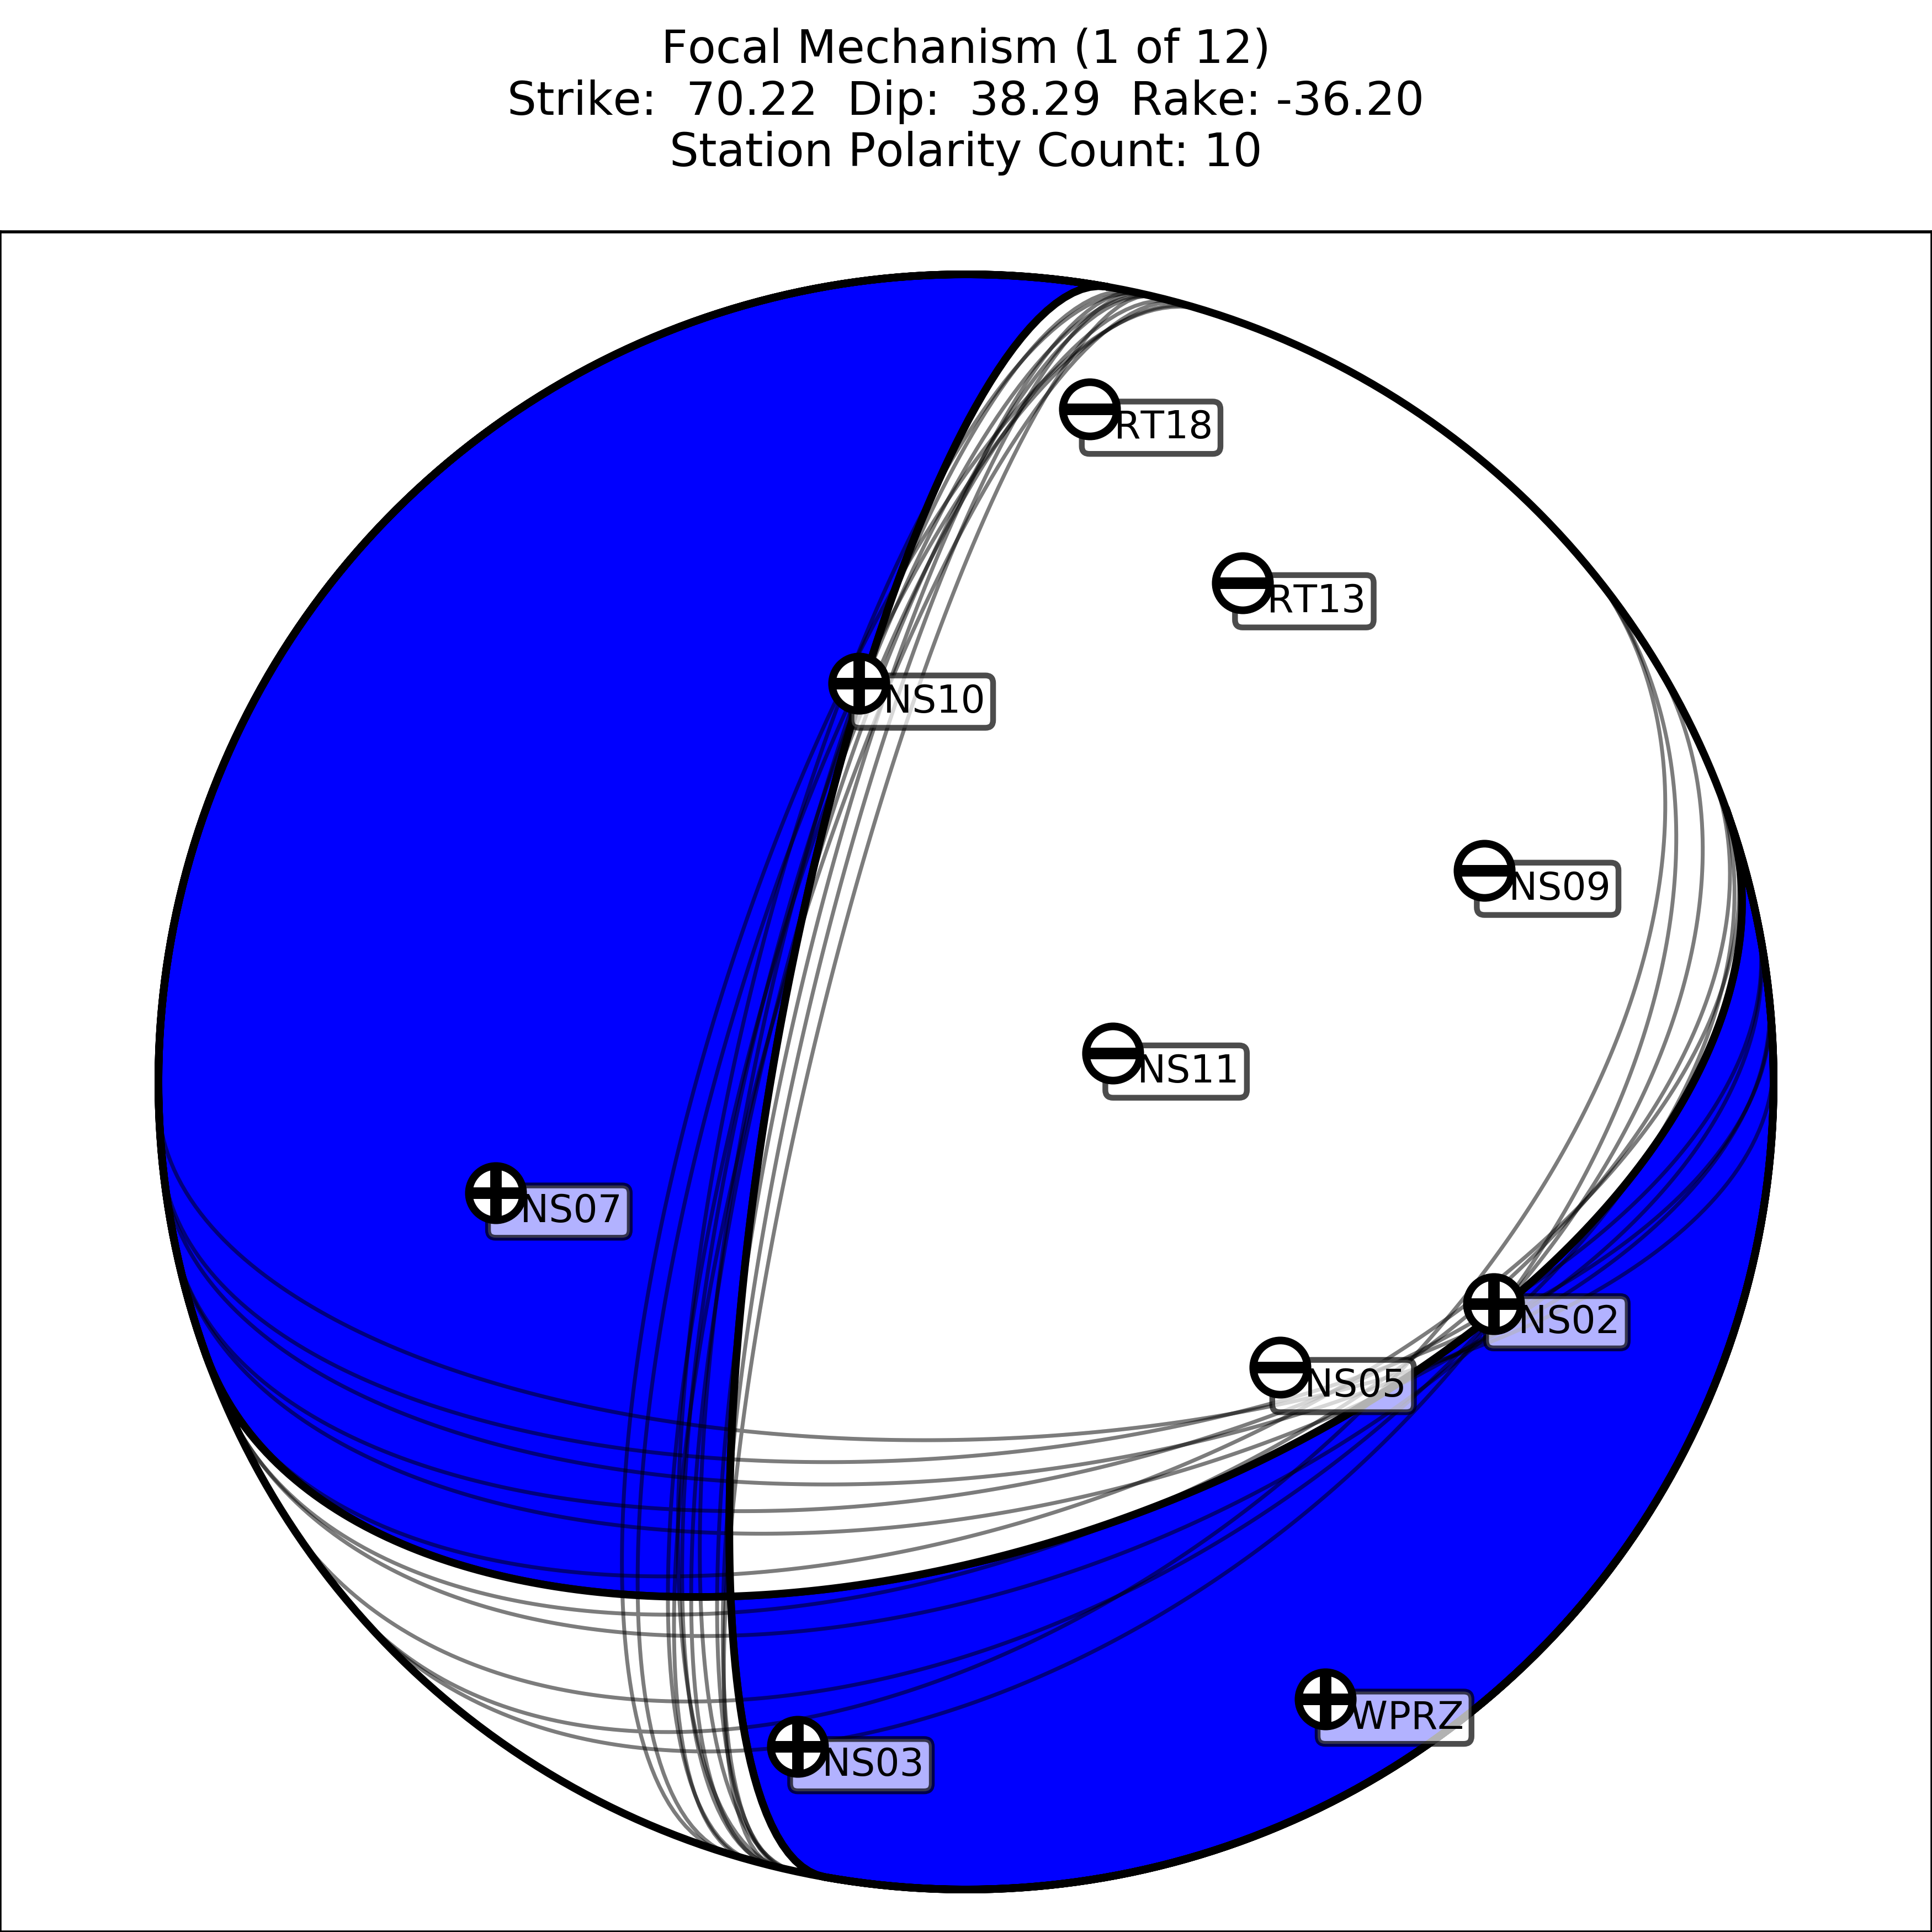 Focal Mechanism (1 of 12)
Strike:  70.22  Dip:  38.29  Rake: -36.20
Station Polarity Count: 10
RT18
RT13
NS10
NS09
NS11
NS07
NS02
NS05
WPRZ
NS03